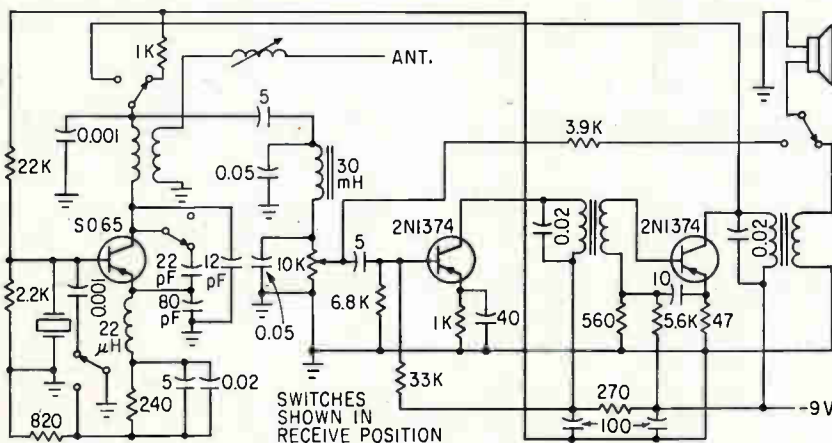 1K
ANT.
5
0.001
22K
0.05
30
mH
3.9K
SO65
2N1374
0.02
2N1374
0.02
22
pF
12
pF
5
10K
10
2.2K
0.001
80
pF
0.05
6.8K
1K
40
560
5.6K
47
22
μH
33K
5
0.02
240
820
270
-9V
100
SWITCHES
SHOWN IN
RECEIVE POSITION